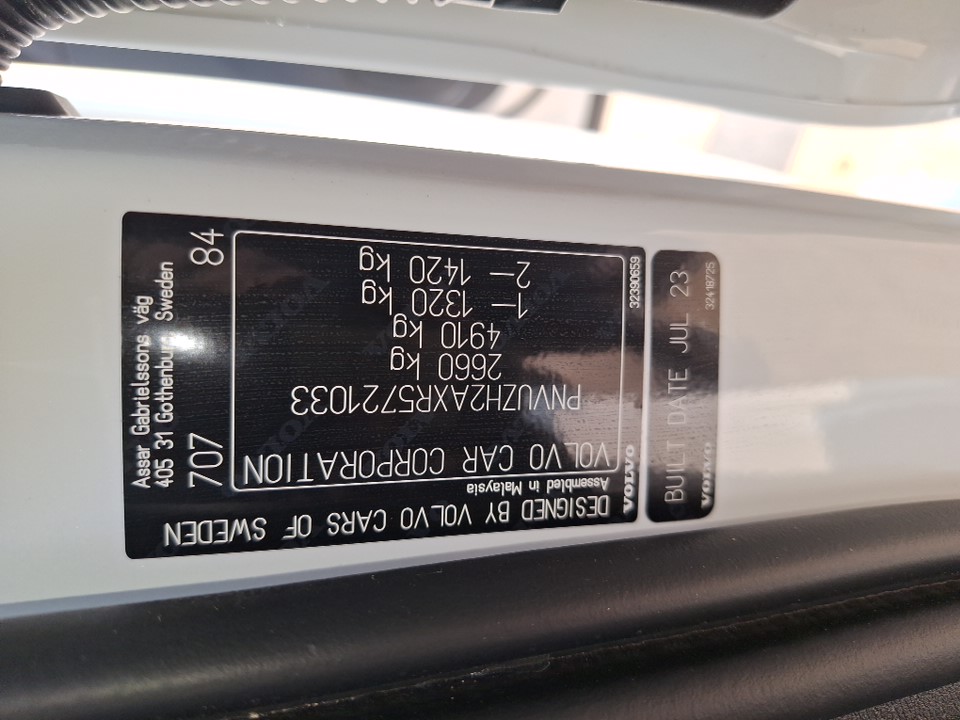 DESIGNED BY VOLVO CARS OF SWEDEN
Assembled in Malaysia
VOLVO CAR CORPORATION
PNVUZH2AXR5721033
2660 kg
4910 kg
1— 1320 kg
2— 1420 kg
VOLVO
32390659
707
84
Assar Gabrielssons väg
405 31 Gothenburg, Sweden
BUILT DATE JUL 23
VOLVO
32418725